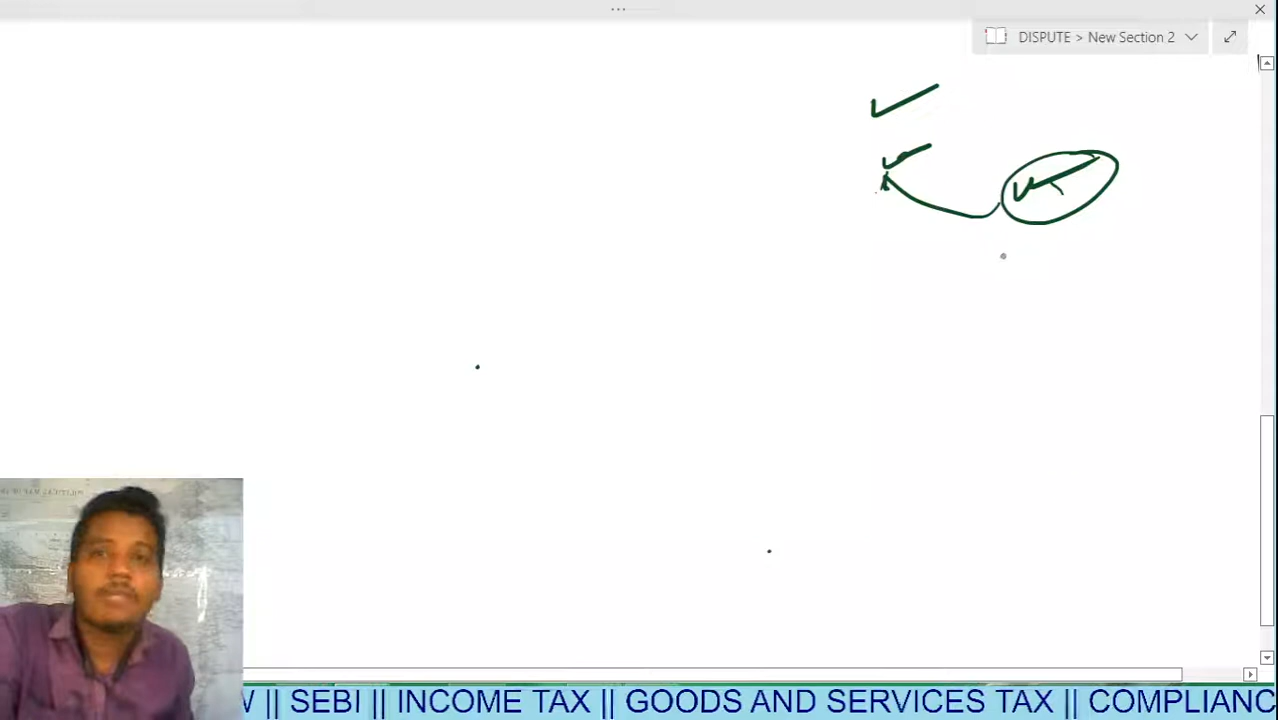 DISPUTE > New Section 2
W || SEBI || INCOME TAX || GOODS AND SERVICES TAX || COMPLIANC